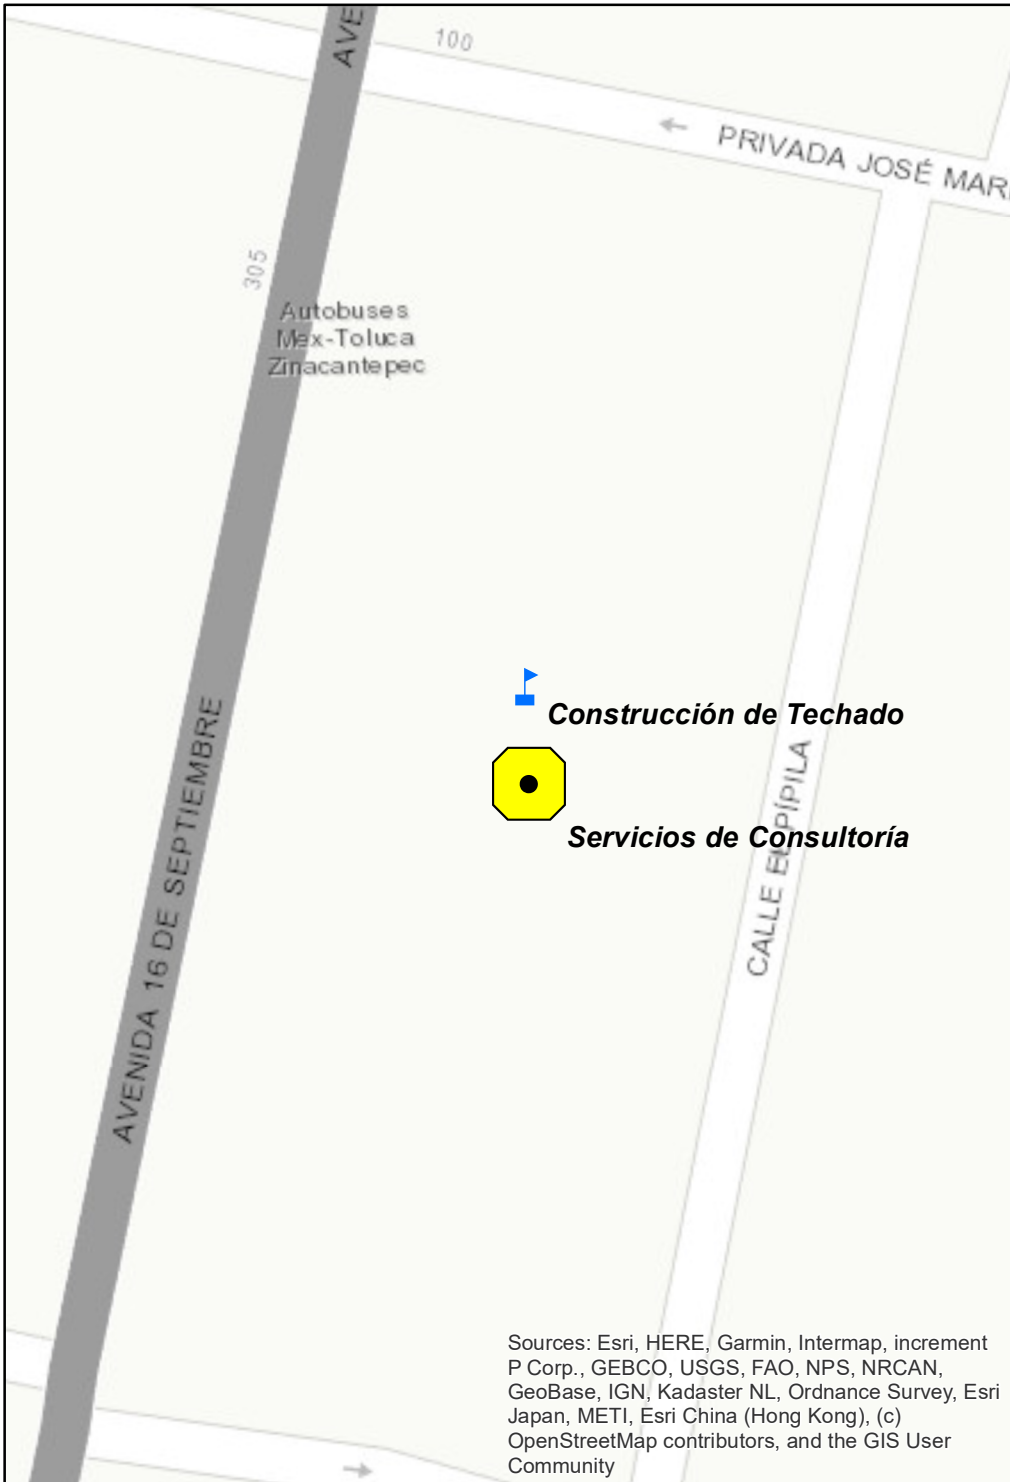 AVE
100
PRIVADA JOSÉ MARI
305
Autobuses
Mex-Toluca
Zinacantepec
Construcción de Techado
AVENIDA 16 DE SEPTIEMBRE
Servicios de Consultoría
CALLE EL PÍPILA
Sources: Esri, HERE, Garmin, Intermap, increment
P Corp., GEBCO, USGS, FAO, NPS, NRCAN,
GeoBase, IGN, Kadaster NL, Ordnance Survey, Esri
Japan, METI, Esri China (Hong Kong), (c)
OpenStreetMap contributors, and the GIS User
Community